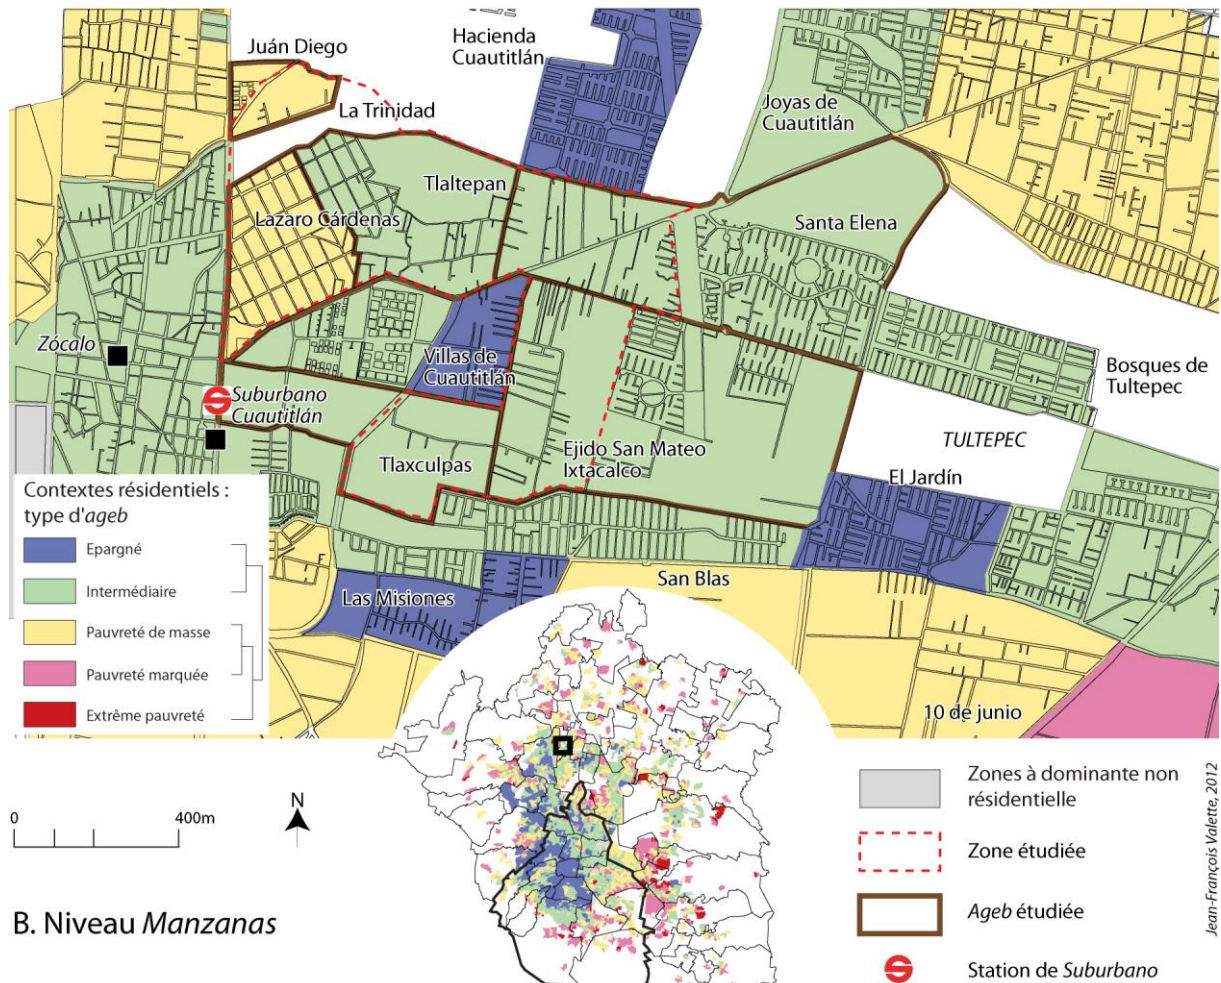 Juán Diego
Hacienda
Cuautitlán
La Trinidad
Joyas de
Cuautitlán
Tlaltepan
Lazaro Cárdenas
Santa Elena
Zócalo
Villas de
Cuautitlán
Bosques de
Tultepec
Suburbano
Cuautitlán
TULTEPEC
Tlaxculpas
Ejido San Mateo
Ixtacalco
El Jardín
Contextes résidentiels :
type d'ageb
Epargné
Intermédiaire
Pauvreté de masse
Pauvreté marquée
Extrême pauvreté
San Blas
Las Misiones
10 de junio
0 400m
N
B. Niveau Manzanas
Zones à dominante non
résidentielle
Zone étudiée
Ageb étudiée
Station de Suburbano
Jean-François Valette, 2012